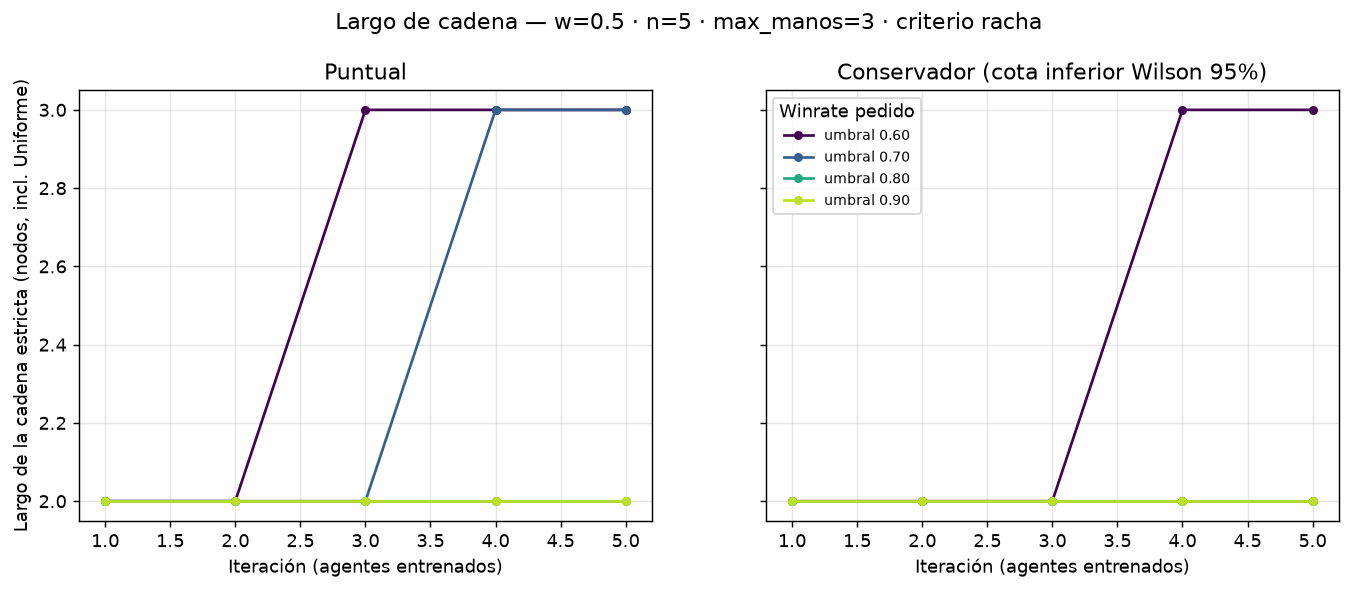 Largo de cadena — w=0.5 · n=5 · max_manos=3 · criterio racha
Puntual
Largo de la cadena estricta (nodos, incl. Uniforme)
3.0
2.8
2.6
2.4
2.2
2.0
1.0 1.5 2.0 2.5 3.0 3.5 4.0 4.5 5.0
Iteración (agentes entrenados)
Conservador (cota inferior Wilson 95%)
Winrate pedido
umbral 0.60
umbral 0.70
umbral 0.80
umbral 0.90
1.0 1.5 2.0 2.5 3.0 3.5 4.0 4.5 5.0
Iteración (agentes entrenados)